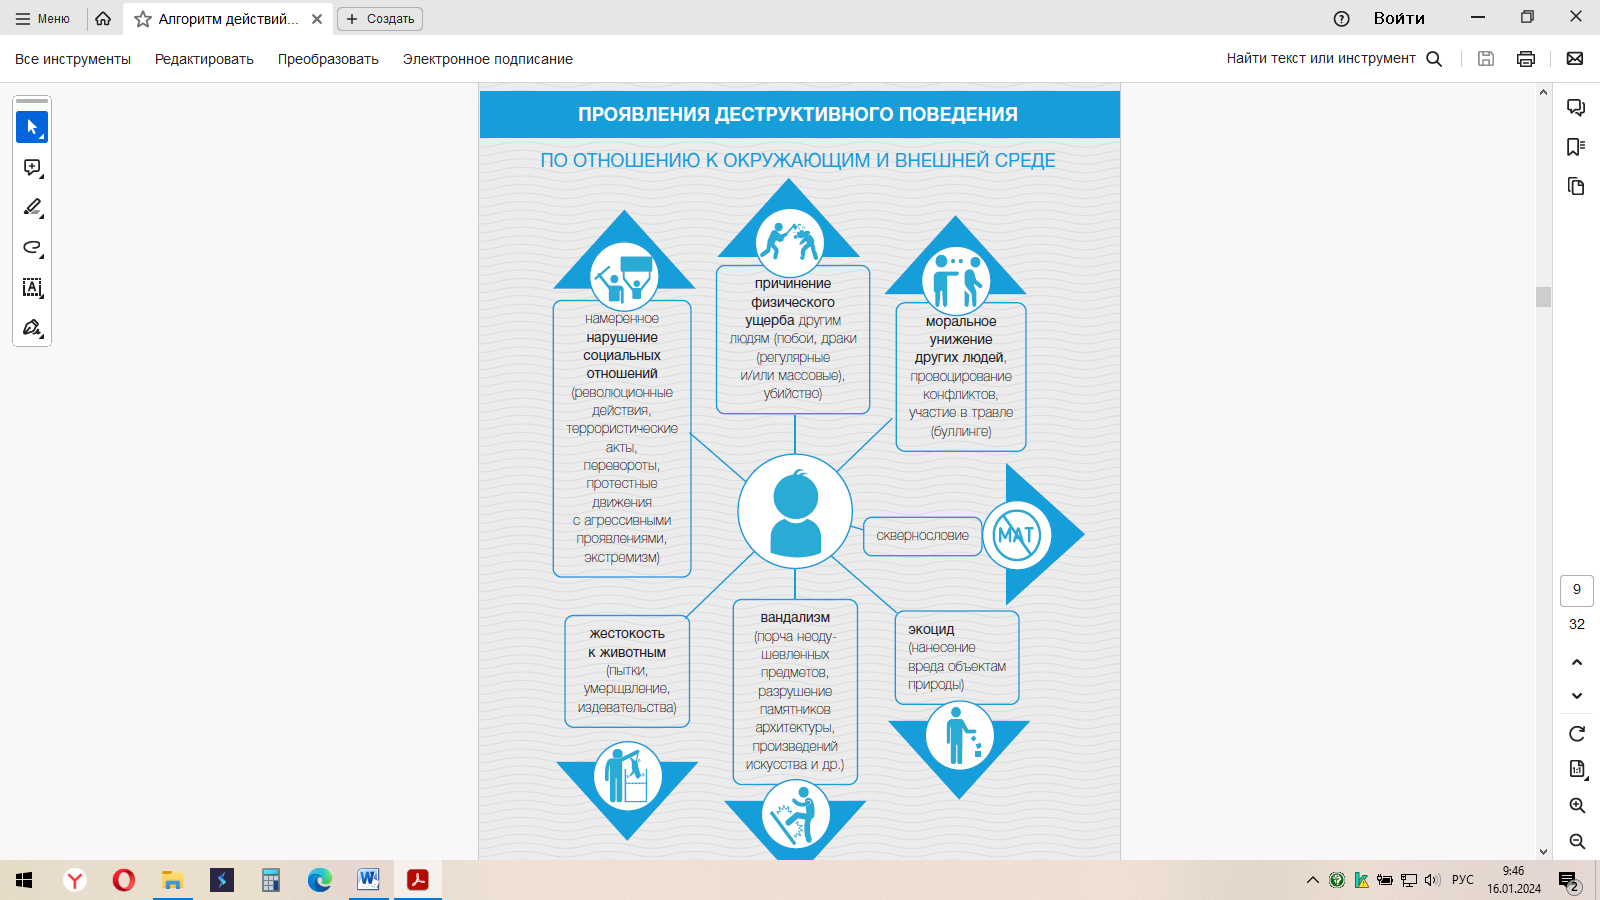 Меню
Алгоритм действий...
Создать
Войти
Все инструменты
Редактировать
Преобразовать
Электронное подписание
Найти текст или инструмент
ПРОЯВЛЕНИЯ ДЕСТРУКТИВНОГО ПОВЕДЕНИЯ
ПО ОТНОШЕНИЮ К ОКРУЖАЮЩИМ И ВНЕШНЕЙ СРЕДЕ
намеренное
нарушение
социальных
отношений
(революционные
действия,
террористические
акты,
перевороты,
протестные
движения
с агрессивными
проявлениями,
экстремизм)
причинение
физического
ущерба другим
людям (побои, драки
(регулярные
и/или массовые),
убийство)
моральное
унижение
других людей,
провоцирование
конфликтов,
участие в травле
(буллинге)
сквернословие
МАТ
жестокость
к животным
(пытки,
умерщвление,
издевательства)
вандализм
(порча неоду-
шевленных
предметов,
разрушение
памятников
архитектуры,
произведений
искусства и др.)
экоцид
(нанесение
вреда объектам
природы)
9
32
1:1
РУС
9:46
16.01.2024
2